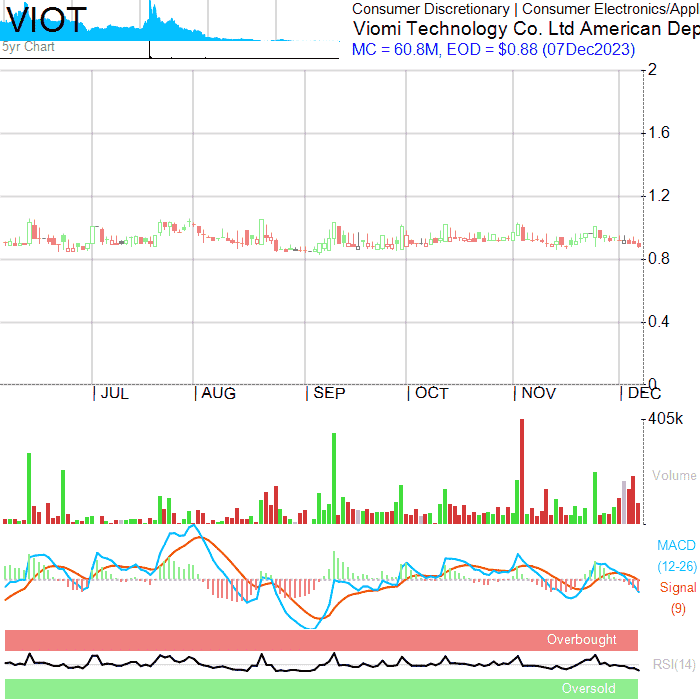 VIOT
5yr Chart
Consumer Discretionary | Consumer Electronics/Appl
Viomi Technology Co. Ltd American Dep
MC = 60.8M, EOD = $0.88 (07Dec2023)
2
1.6
1.2
0.8
0.4
0
JUL
AUG
SEP
OCT
NOV
DEC
405k
Volume
MACD
(12-26)
Signal
(9)
Overbought
RSI(14)
Oversold